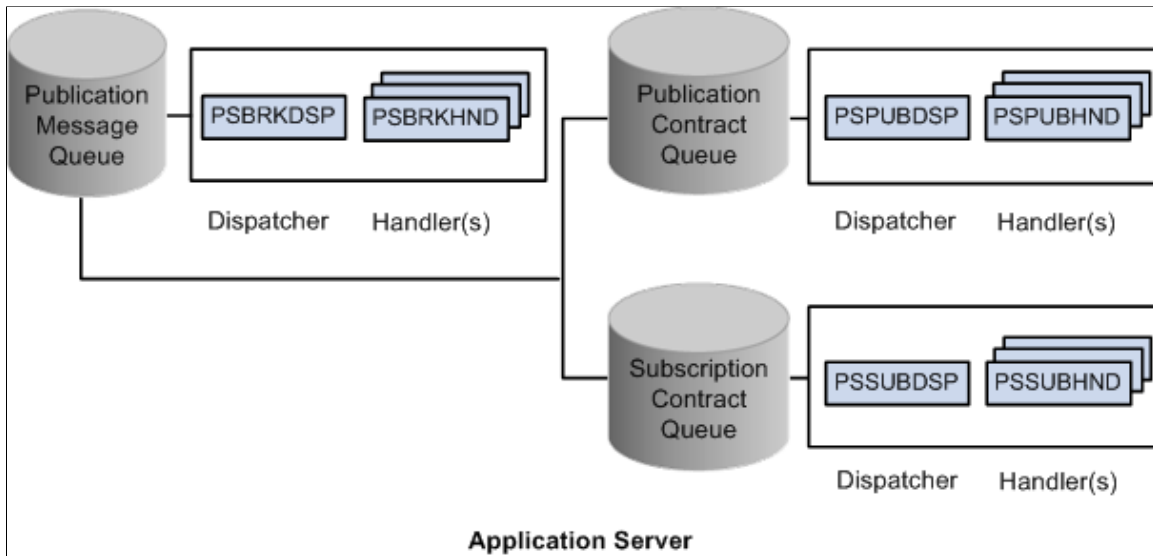 Publication
Message
Queue
PSBRKDSP
PSBRKHND
Dispatcher
Handler(s)
Publication
Contract
Queue
PSPUBDSP
PSPUBHND
Dispatcher
Handler(s)
Subscription
Contract
Queue
PSSUBDSP
PSSUBHND
Dispatcher
Handler(s)
Application Server